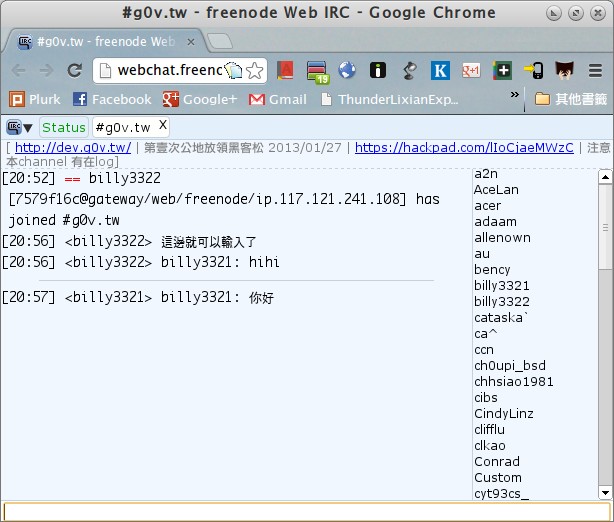 #g0v.tw - freenode Web IRC - Google Chrome
#g0v.tw - freenode Web
webchat.freenc
19
Plurk Facebook Google+ Gmail ThunderLixianExp... » 其他書籤
IRC Status #g0v.tw X
[ http://dev.g0v.tw/ | 第壹次公地放領黑客松 2013/01/27 | https://hackpad.com/IIoCjaeMWzC | 注意
本channel 有在log]
[20:52] == billy3322
[7579f16c@gateway/web/freenode/ip.117.121.241.108] has
joined #g0v.tw
[20:56] <billy3322> 這邊就可以輸入了
[20:56] <billy3322> billy3321: hihi
[20:57] <billy3321> billy3321: 你好
a2n
AceLan
acer
adaam
allenown
au
bency
billy3321
billy3322
cataska`
ca^
ccn
ch0upi_bsd
chhsiao1981
cibs
CindyLinz
clifflu
clkao
Conrad
Custom
cyt93cs_